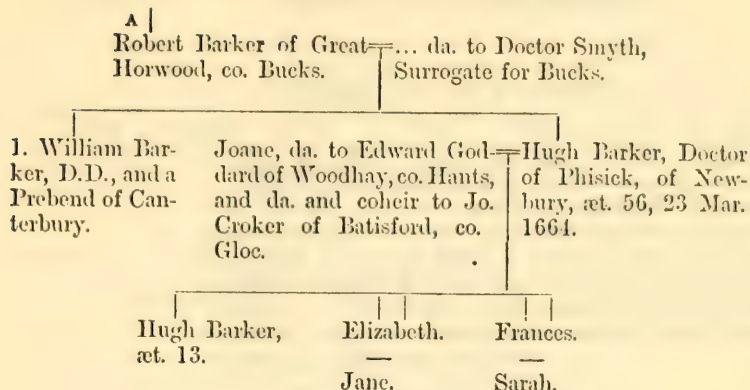 A
Robert Barker of Great
Horwood, co. Bucks.
... da. to Doctor Smyth,
Surrogate for Bucks.
1. William Bar-
ker, D.D., and a
Prebend of Can-
terbury.
Joane, da. to Edward God-
dard of Woodhay, co. Hants,
and da. and coheir to Jo.
Croker of Batisford, co.
Gloc.
Hugh Barker, Doctor
of Phisick, of New-
bury, æt. 56, 23 Mar.
1664.
Hugh Barker,
æt. 13.
Elizabeth.
—
Jane.
Frances.
—
Sarah.